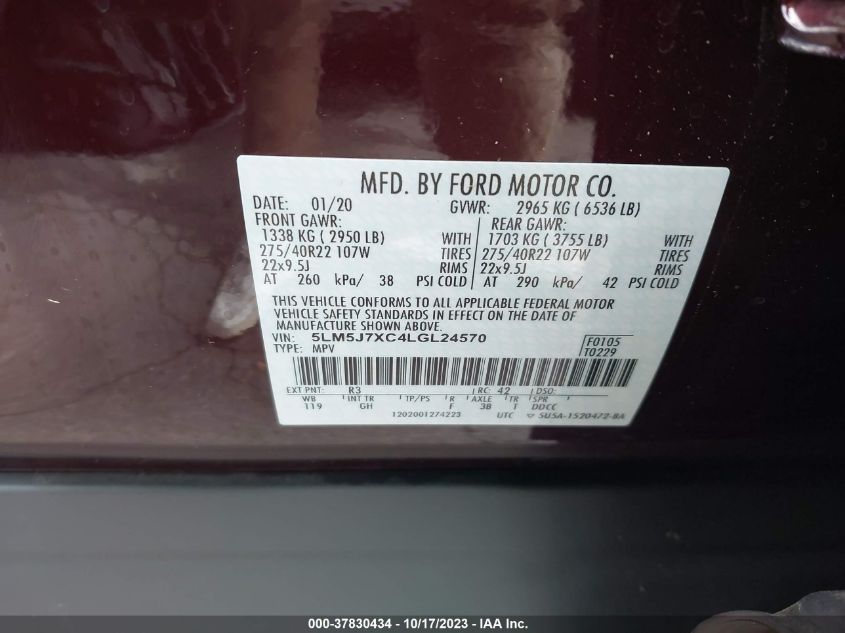 MFD. BY FORD MOTOR CO.
DATE: 01/20 GVWR: 2965 KG ( 6536 LB)
FRONT GAWR: REAR GAWR:
1338 KG ( 2950 LB) WITH 1703 KG ( 3755 LB) WITH
275/40R22 107W TIRES 275/40R22 107W TIRES
22x9.5J RIMS 22x9.5J RIMS
AT 260 kPa/ 38 PSI COLD AT 290 kPa/ 42 PSI COLD
THIS VEHICLE CONFORMS TO ALL APPLICABLE FEDERAL MOTOR
VEHICLE SAFETY STANDARDS IN EFFECT ON THE DATE OF
MANUFACTURE SHOWN ABOVE.
VIN: 5LM5J7XC4LGL24570 F0105
TYPE: MPV T0229
EXT PNT: R3 RC: 42 DSO:
WB INT TR TP/PS R AXLE TR SPR
119 GH F 3B T DDCC
1202001274223 UTC ▽ 5U5A-1520472-BA
000-37830434 - 10/17/2023 - IAA Inc.